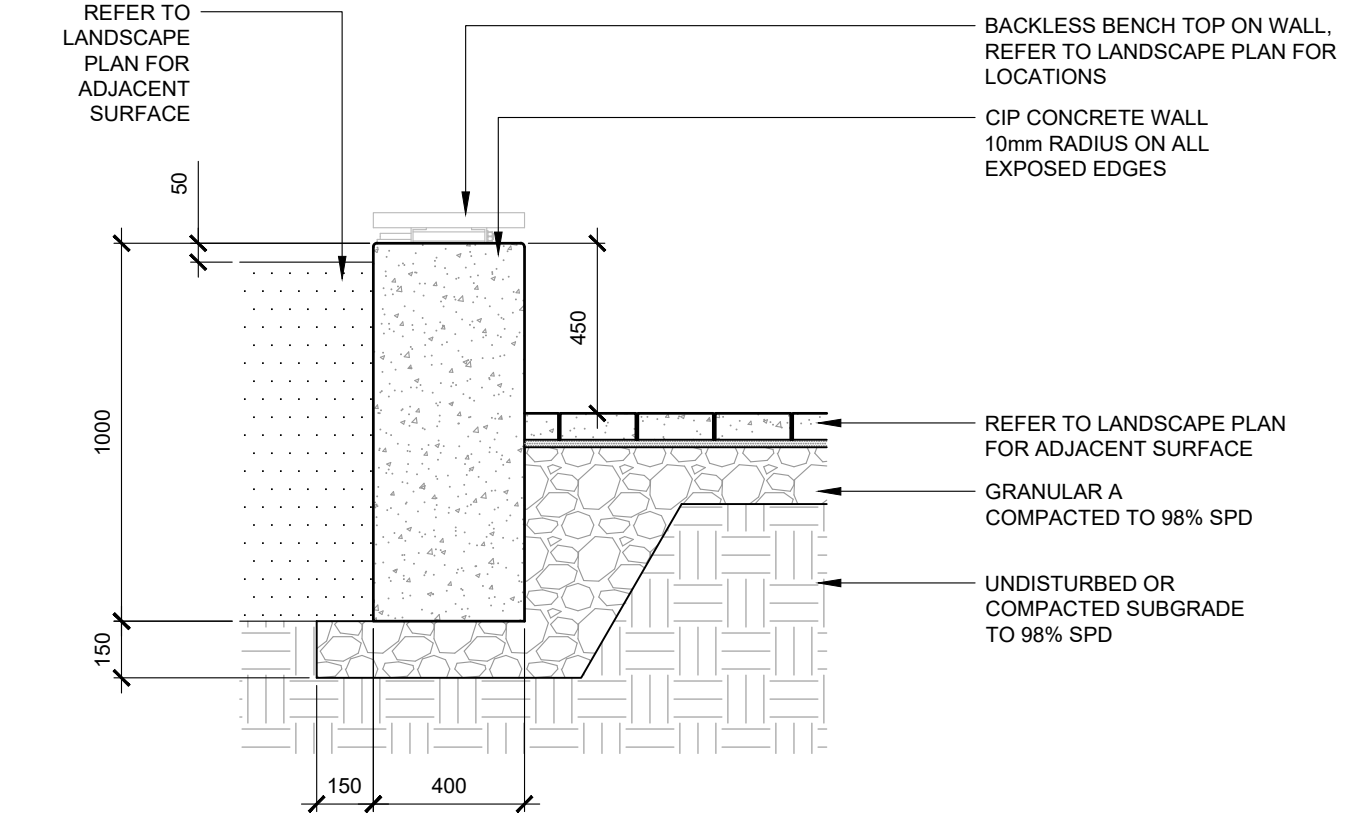 REFER TO
LANDSCAPE
PLAN FOR
ADJACENT
SURFACE
BACKLESS BENCH TOP ON WALL,
REFER TO LANDSCAPE PLAN FOR
LOCATIONS
CIP CONCRETE WALL
10mm RADIUS ON ALL
EXPOSED EDGES
50
450
1000
REFER TO LANDSCAPE PLAN
FOR ADJACENT SURFACE
GRANULAR A
COMPACTED TO 98% SPD
UNDISTURBED OR
COMPACTED SUBGRADE
TO 98% SPD
150
150
400